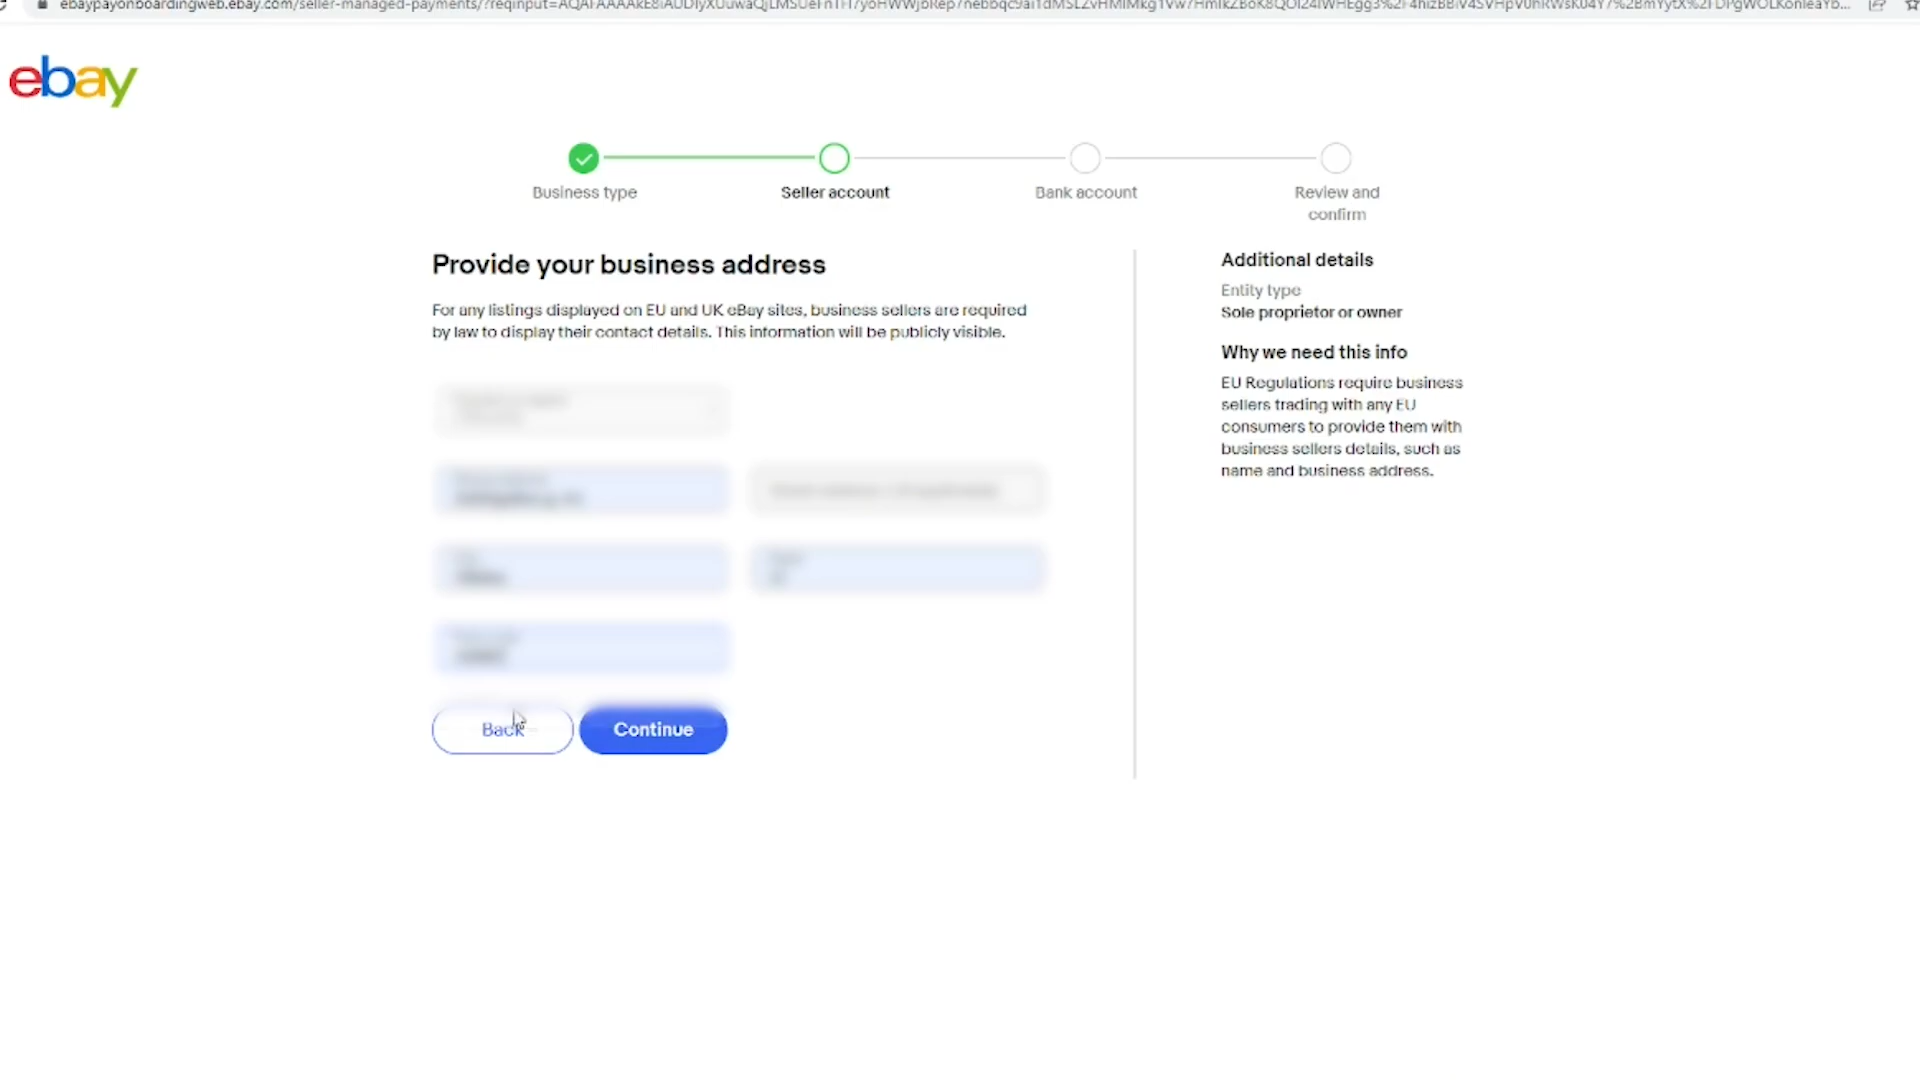 ebay
Business type
Seller account
Bank account
Review and
confirm
Provide your business address
For any listings displayed on EU and UK eBay sites, business sellers are required
by law to display their contact details. This information will be publicly visible.
Back
Continue
Additional details
Entity type
Sole proprietor or owner
Why we need this info
EU Regulations require business
sellers trading with any EU
consumers to provide them with
business sellers details, such as
name and business address.